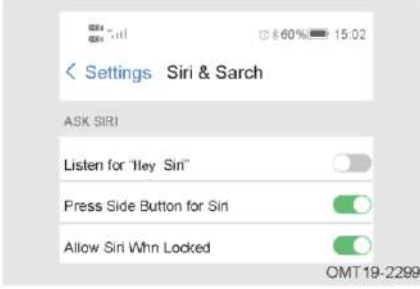 60% 15:02
< Settings Siri & Sarch
ASK SIRI
Listen for "Hey Siri"
Press Side Button for Siri
Allow Siri Whn Locked
OMT19-2299